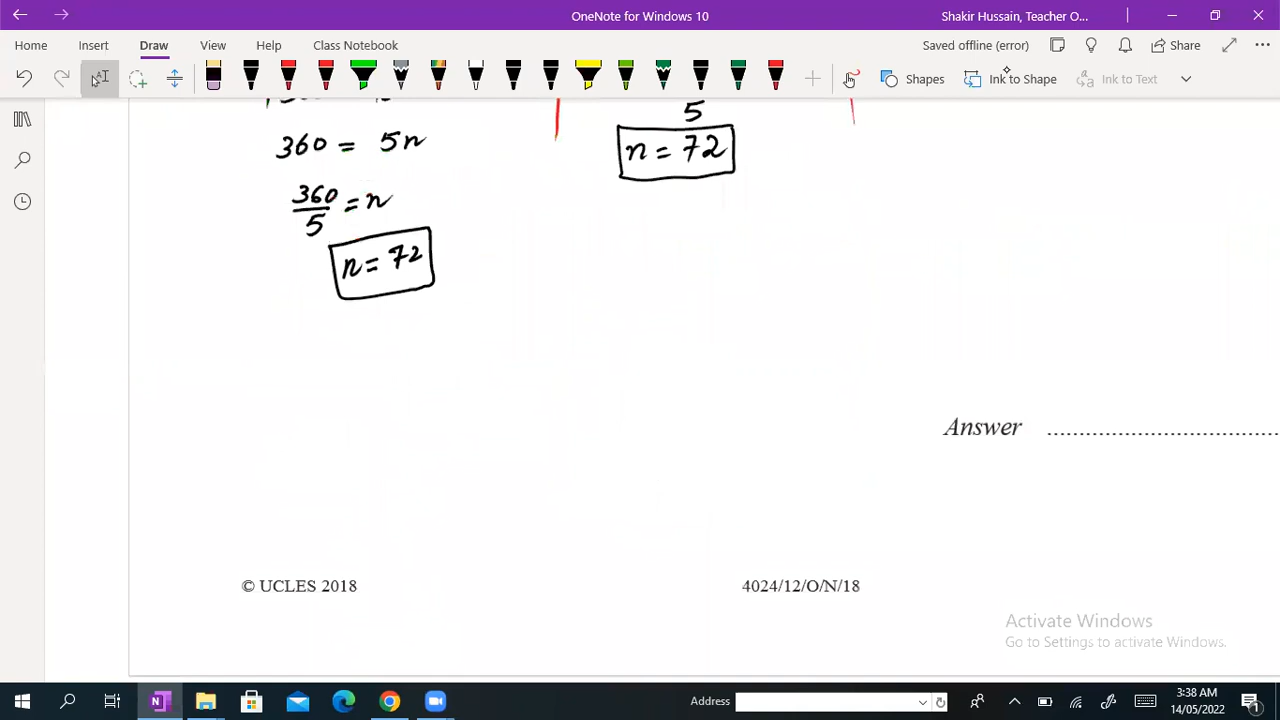 OneNote for Windows 10
Shakir Hussain, Teacher O...
Home Insert Draw View Help Class Notebook
Saved offline (error)
Share
Shapes
Ink to Shape
Ink to Text
360 = 5n
360/5 = n
n = 72
5
n = 72
Answer ..........................................
© UCLES 2018
4024/12/O/N/18
Activate Windows
Go to Settings to activate Windows.
Address
3:38 AM
14/05/2022
1